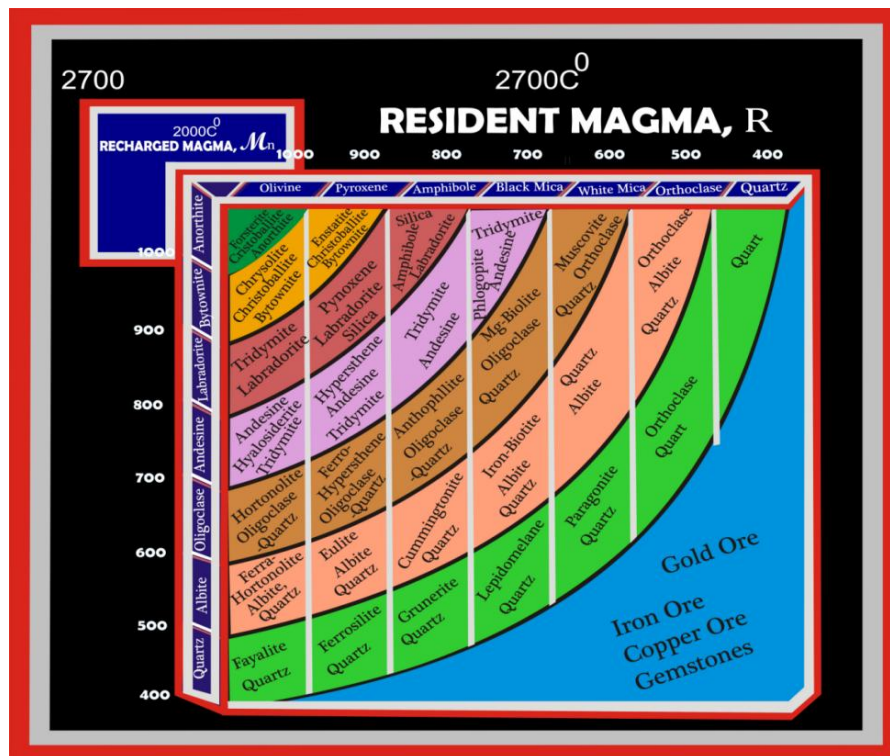 2700
2700C0
RESIDENT MAGMA, R
2000C0
RECHARGED MAGMA, Mn
1000 900 800 700 600 500 400
Olivine Pyroxene Amphibole Black Mica White Mica Orthoclase Quartz
Anorthite
Bytownite
Labradorite
Andesine
Oligoclase
Albite
Quartz
1000
900
800
700
600
500
400
Forsterite
Cristoballite
Anorthite
Enstatite
Christoballite
Bytownite
Silica
Amphibole
Labradorite
Tridymite
Phlogopite
Andesine
Muscovite
Orthoclase
Quartz
Orthoclase
Albite
Quartz
Quart
Chrysolite
Christoballite
Bytownite
Pynoxene
Labradorite
Silica
Tridymite
Andesine
Mg-Biolite
Oligoclase
Quartz
Quartz
Albite
Orthoclase
Quart
Tridymite
Labradorite
Hypersthene
Andesine
Tridymite
Anthophllite
Oligoclase
-Quartz
Iron-Biotite
Albite
Quartz
Paragonite
Quartz
Andesine
Hyalosiderite
Tridymite
Ferro-
Hypersthene
Oligoclase
-Quartz
Cummingtonite
Quartz
Lepidomelane
Quartz
Hortonolite
Oligoclase
-Quartz
Eulite
Albite
Quartz
Grunerite
Quartz
Ferra-
Hortonolite
Albite,
Quartz
Ferrosilite
Quartz
Fayalite
Quartz
Gold Ore
Iron Ore
Copper Ore
Gemstones